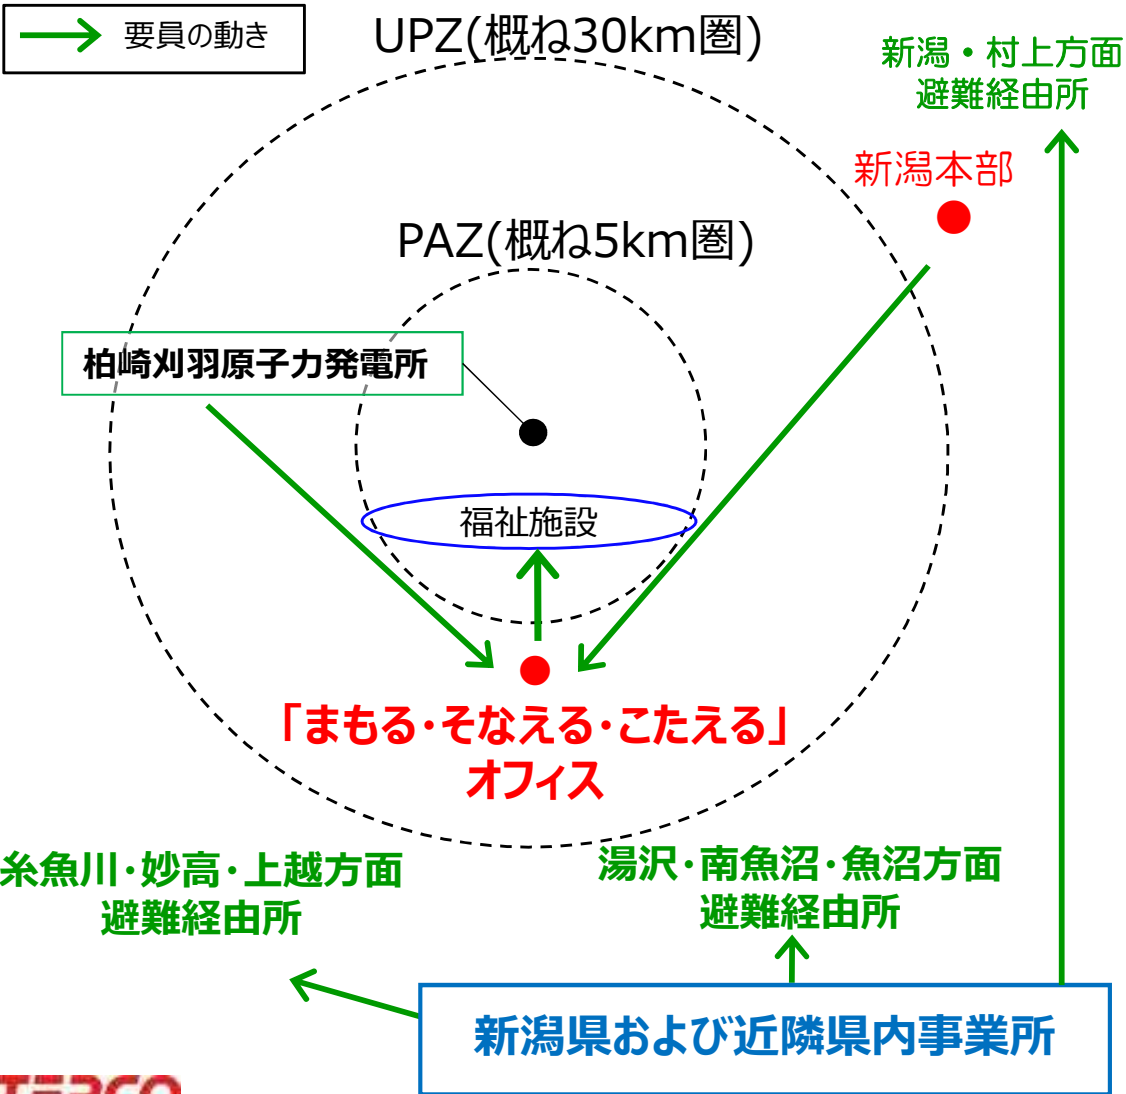 要員の動き
UPZ(概ね30km圏)
新潟・村上方面
避難経由所
新潟本部
PAZ(概ね5km圏)
柏崎刈羽原子力発電所
福祉施設
「まもる・そなえる・こたえる」
オフィス
糸魚川・妙高・上越方面
避難経由所
湯沢・南魚沼・魚沼方面
避難経由所
新潟県および近隣県内事業所
TEPCO